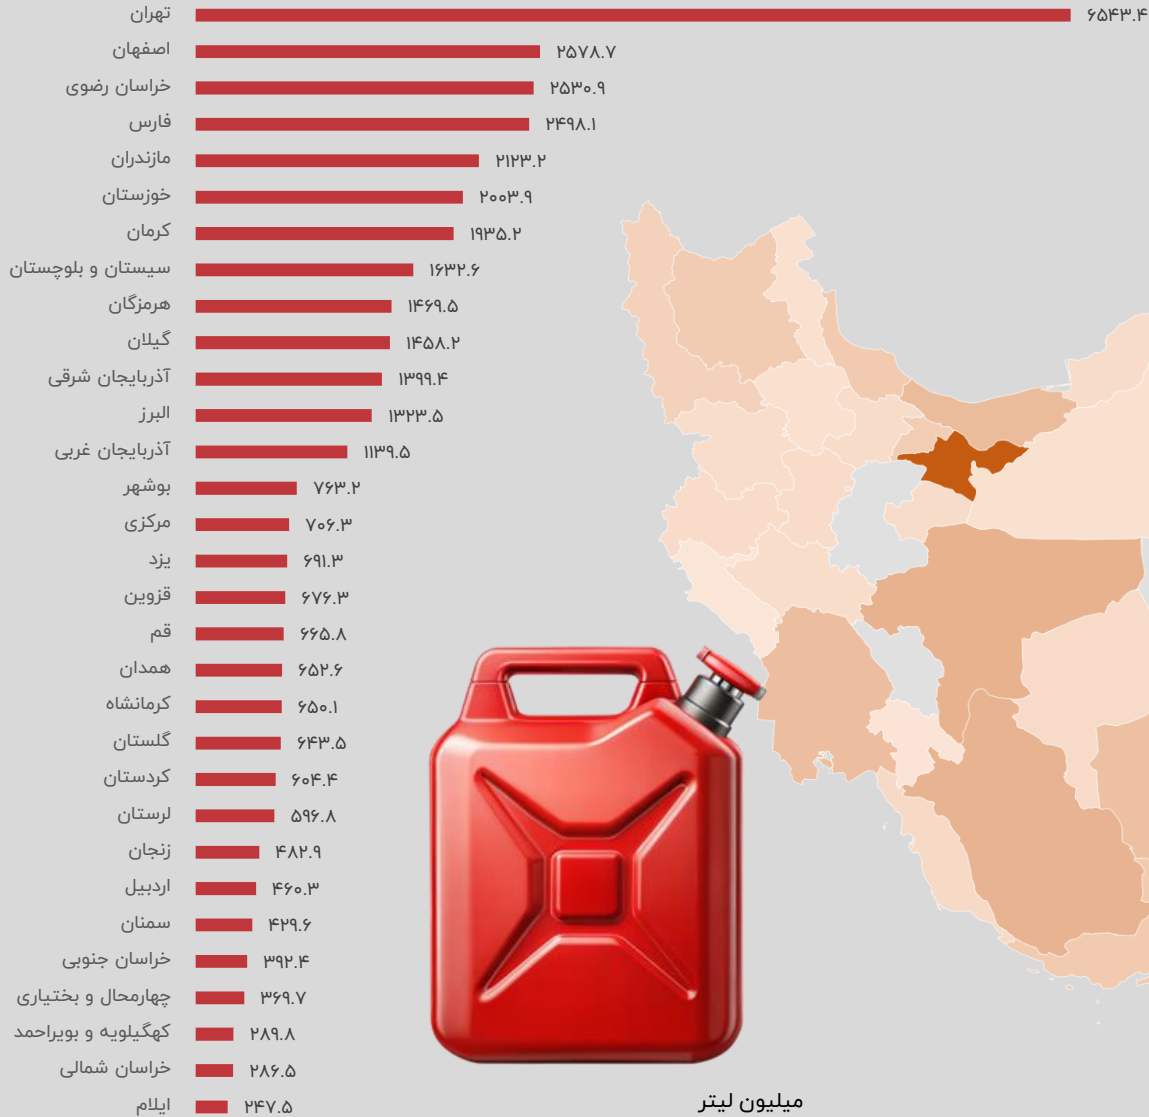 تهران ۶۵۴۳.۴
اصفهان ۲۵۷۸.۷
خراسان رضوی ۲۵۳۰.۹
فارس ۲۴۹۸.۱
مازندران ۲۱۲۳.۲
خوزستان ۲۰۰۳.۹
کرمان ۱۹۳۵.۲
سیستان و بلوچستان ۱۶۳۲.۶
هرمزگان ۱۴۶۹.۵
گیلان ۱۴۵۸.۲
آذربایجان شرقی ۱۳۹۹.۴
البرز ۱۳۲۳.۵
آذربایجان غربی ۱۱۳۹.۵
بوشهر ۷۶۳.۲
مرکزی ۷۰۶.۳
یزد ۶۹۱.۳
قزوین ۶۷۶.۳
قم ۶۶۵.۸
همدان ۶۵۲.۶
کرمانشاه ۶۵۰.۱
گلستان ۶۴۳.۵
کردستان ۶۰۴.۴
لرستان ۵۹۶.۸
زنجان ۴۸۲.۹
اردبیل ۴۶۰.۳
سمنان ۴۲۹.۶
خراسان جنوبی ۳۹۲.۴
چهارمحال و بختیاری ۳۶۹.۷
کهگیلویه و بویراحمد ۲۸۹.۸
خراسان شمالی ۲۸۶.۵
ایلام ۲۴۷.۵
میلیون لیتر